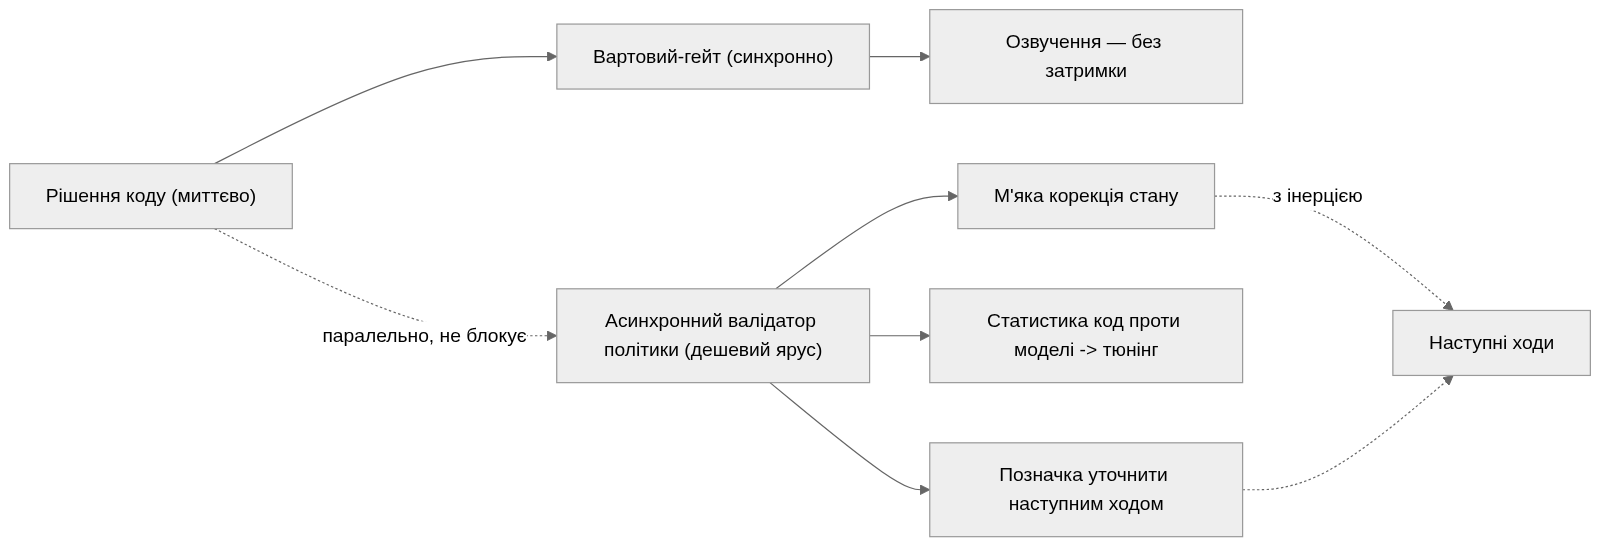 Вартовий-гейт (синхронно)
Озвучення — без
затримки
Рішення коду (миттєво)
М'яка корекція стану
з інерцією
паралельно, не блокує
Асинхронний валідатор
політики (дешевий ярус)
Статистика код проти
моделі -> тюнінг
Наступні ходи
Позначка уточнити
наступним ходом